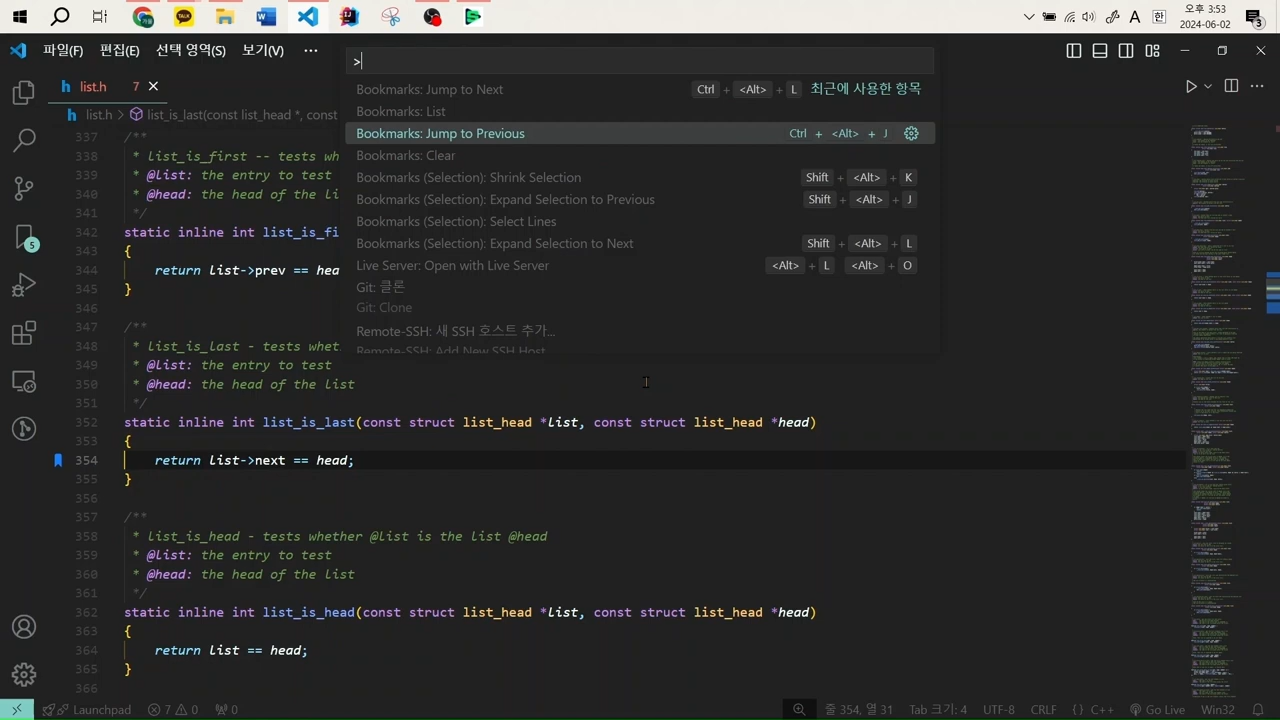 오후 3:53
A 한
2024-06-02
3
파일(F) 편집(E) 선택 영역(S) 보기(V) ···
>
list.h 7
list.h > list_is_last(const list_head *, const
Bookmarks: Jump to Next Ctrl + <Alt> + L 최근에 사용한 항목
Bookmarks: List
Bookmarks: Jump to Previous Ctrl + <Alt> + J
Bookmarks: Clear
Bookmarks (Selection): Shrink Selection Shift + <Alt> + K
Bookmarks (Selection): Expand Selection to Previous Shift + <Alt> + J
Bookmarks (Selection): Select Lines
Bookmarks (Selection): Expand Selection to Next Shift + <Alt> + L
Live Server: Open with Live Server <Alt> + L <Alt> + O
Git: 클론
Git: Clone
Remote-SSH: 새 SSH 호스트 추가...
Remote-SSH: Add New SSH Host...
337 /**
338 * list_is_first -- tests wh
339 * @list: the entry to test
340 * @head: the head of the li
341 */
342 static inline int list_is_fi
343 {
344 return list->prev == hea
345 }
346
347 /**
348 * list_is_last - tests whet
349 * @list: the entry to test
350 * @head: the head of the list
351 */
352 static inline int list_is_last(const struct list_head *list, const struct list_head *head)
353 {
354 return list->next == head;
355 }
356
357 /**
358 * list_is_head - tests whether @list is the list @head
359 * @list: the entry to test
360 * @head: the head of the list
361 */
362 static inline int list_is_head(const struct list_head *list, const struct list_head *head)
363 {
364 return list == head;
365 }
366
5
Launchpad 7 0 0 줄 354, 열 31 Tab 크기: 4 UTF-8 CRLF {} C++ Go Live Win32